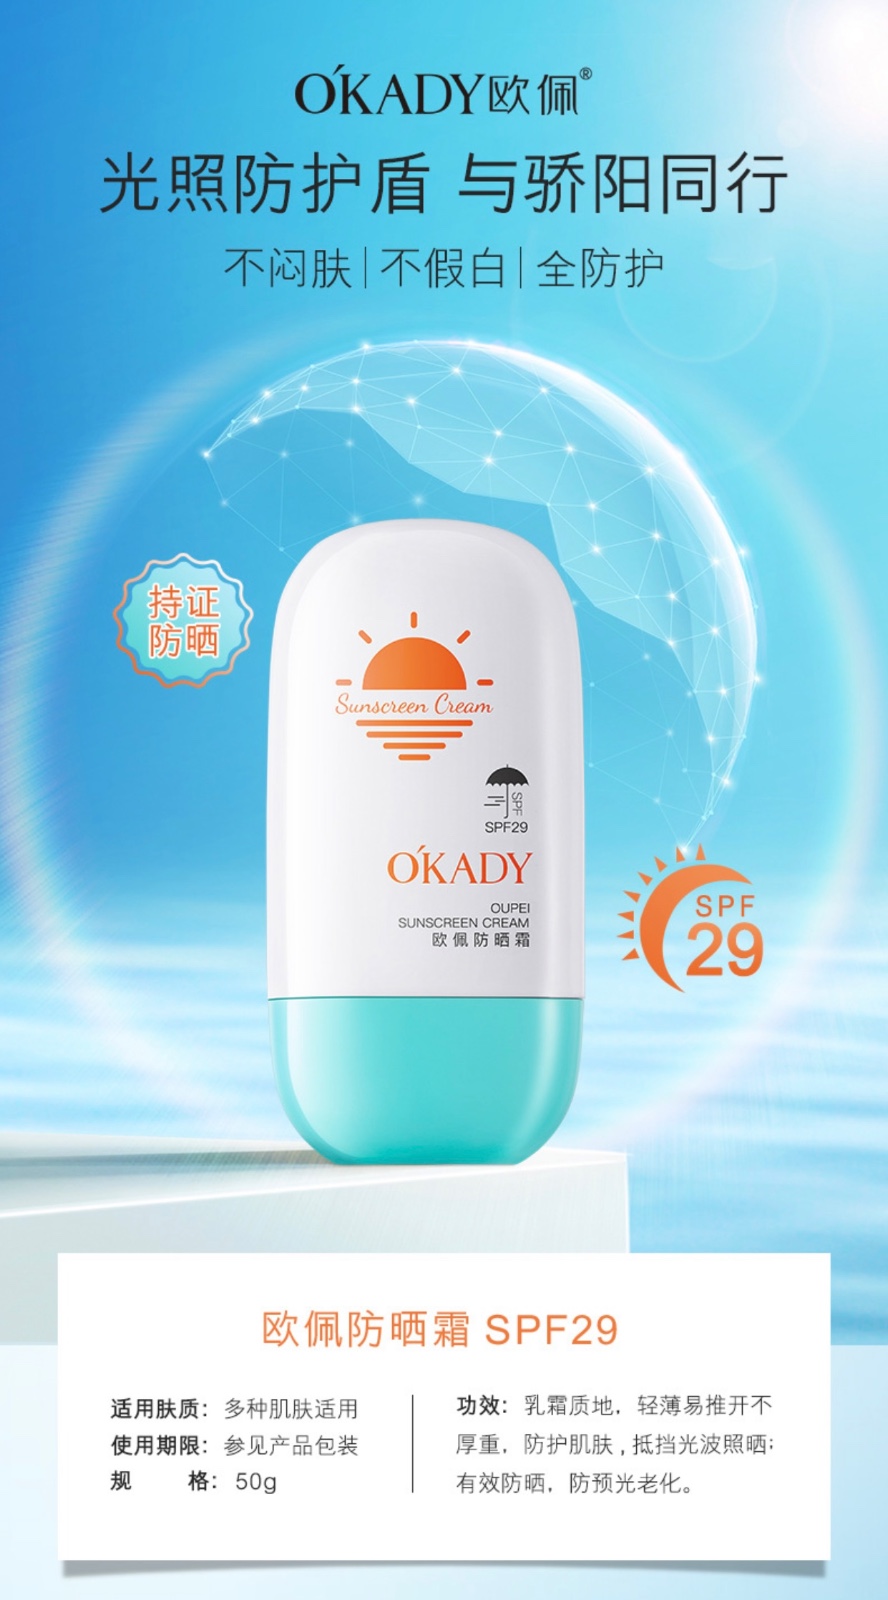 O'KADY欧佩®
光照防护盾 与骄阳同行
不闷肤|不假白|全防护
持证
防晒
Sunscreen Cream
SPF
SPF29
O'KADY
OUPEI
SUNSCREEN CREAM
欧佩防晒霜
SPF
29
欧佩防晒霜 SPF29
适用肤质：多种肌肤适用
使用期限：参见产品包装
规 格：50g
功效：乳霜质地，轻薄易推开不
厚重，防护肌肤,抵挡光波照晒;
有效防晒，防预光老化。